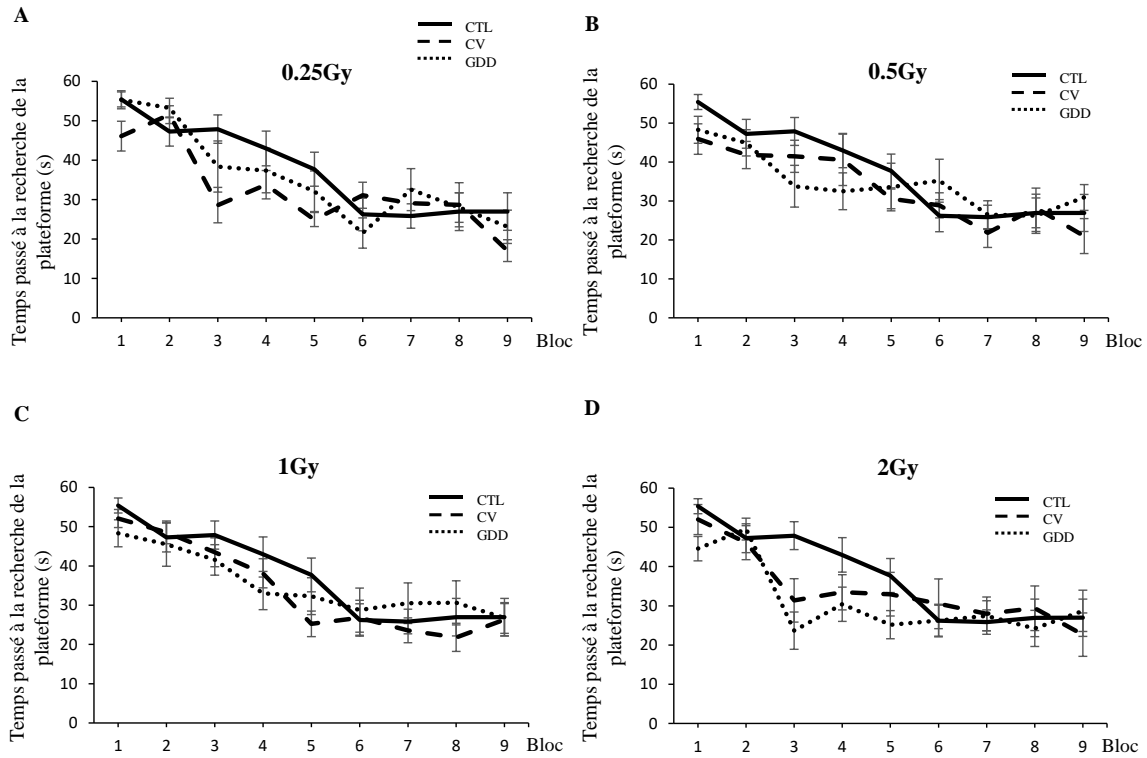 A
CTL
CV
GDD
0.25Gy
Temps passé à la recherche de la
plateforme (s)
60
50
40
30
20
10
0
1 2 3 4 5 6 7 8 9 Bloc
B
CTL
CV
GDD
0.5Gy
Temps passé à la recherche de la
plateforme (s)
60
50
40
30
20
10
0
1 2 3 4 5 6 7 8 9 Bloc
C
1Gy
CTL
CV
GDD
Temps passé à la recherche de la
plateforme (s)
60
50
40
30
20
10
0
1 2 3 4 5 6 7 8 9 Bloc
D
2Gy
CTL
CV
GDD
Temps passé à la recherche de la
plateforme (s)
60
50
40
30
20
10
0
1 2 3 4 5 6 7 8 9 Bloc